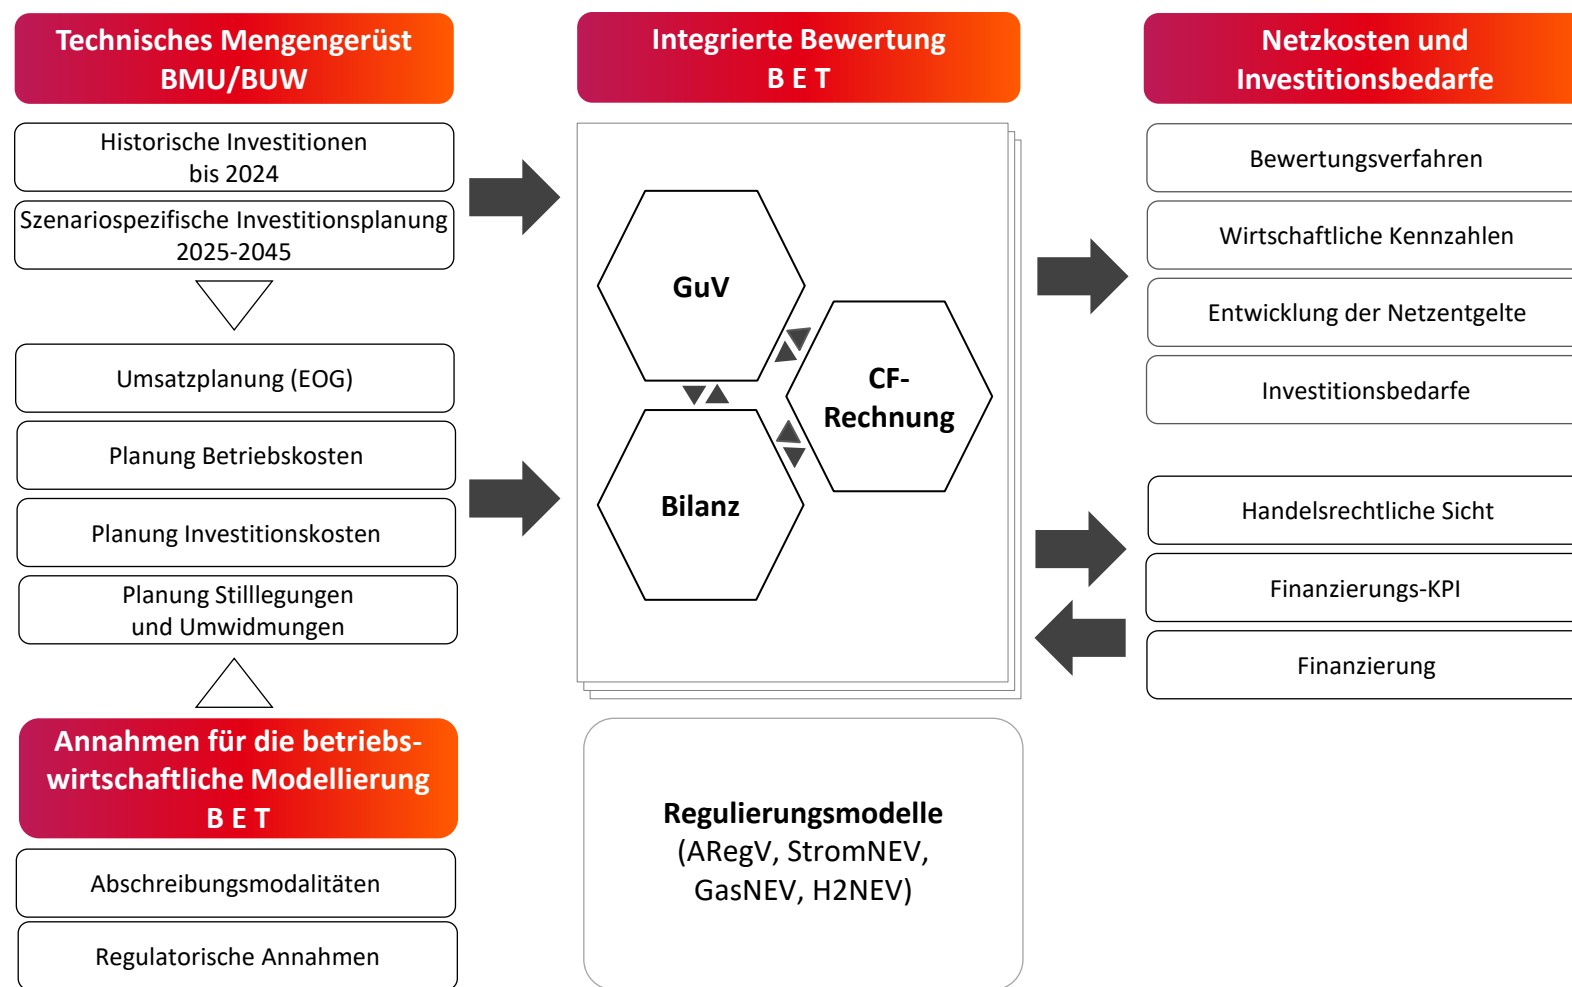 Technisches Mengengerüst
BMU/BUW
Historische Investitionen
bis 2024
Szenariospezifische Investitionsplanung
2025-2045
Umsatzplanung (EOG)
Planung Betriebskosten
Planung Investitionskosten
Planung Stilllegungen
und Umwidmungen
Annahmen für die betriebs-
wirtschaftliche Modellierung
B E T
Abschreibungsmodalitäten
Regulatorische Annahmen
Integrierte Bewertung
B E T
GuV
CF-
Rechnung
Bilanz
Regulierungsmodelle
(ARegV, StromNEV,
GasNEV, H2NEV)
Netzkosten und
Investitionsbedarfe
Bewertungsverfahren
Wirtschaftliche Kennzahlen
Entwicklung der Netzentgelte
Investitionsbedarfe
Handelsrechtliche Sicht
Finanzierungs-KPI
Finanzierung